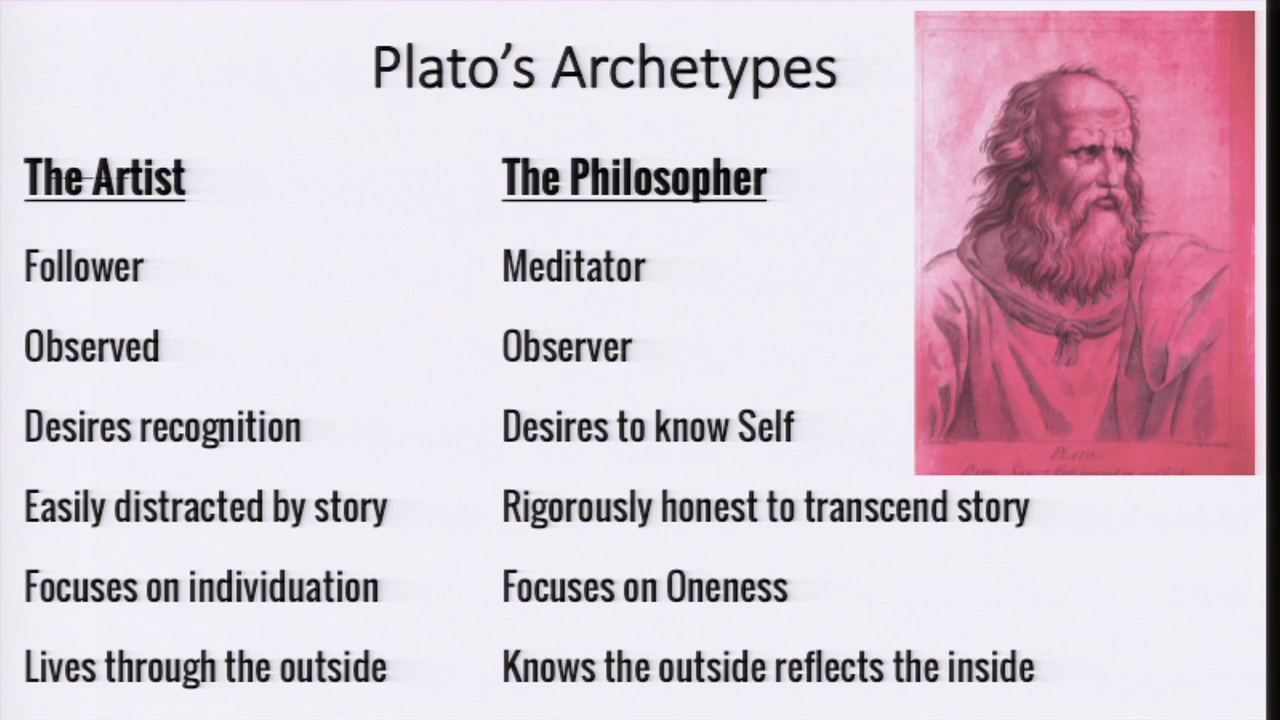 Plato's Archetypes
The Artist
The Philosopher
Follower
Meditator
Observed
Observer
Desires recognition
Desires to know Self
Easily distracted by story
Rigorously honest to transcend story
Focuses on individuation
Focuses on Oneness
Lives through the outside
Knows the outside reflects the inside
PLATO